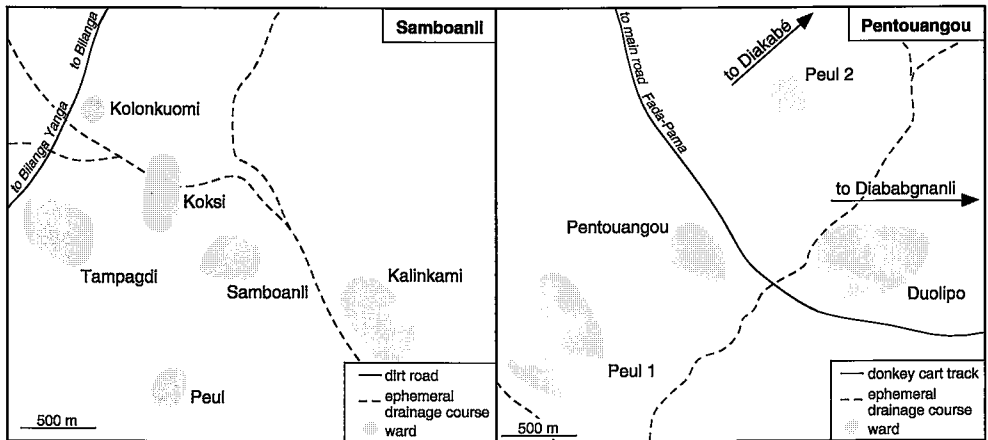 Samboanli
to Bilanga
to Bilanga Yanga
Kolonkuomi
Koksi
Tampagdi
Samboanli
Kalinkami
Peul
500 m
dirt road
ephemeral
drainage course
ward
Pentouangou
to Diakabé
Peul 2
to main road Fada-Pama
to Diababgnanli
Pentouangou
Duolipo
Peul 1
500 m
donkey cart track
ephemeral
drainage course
ward